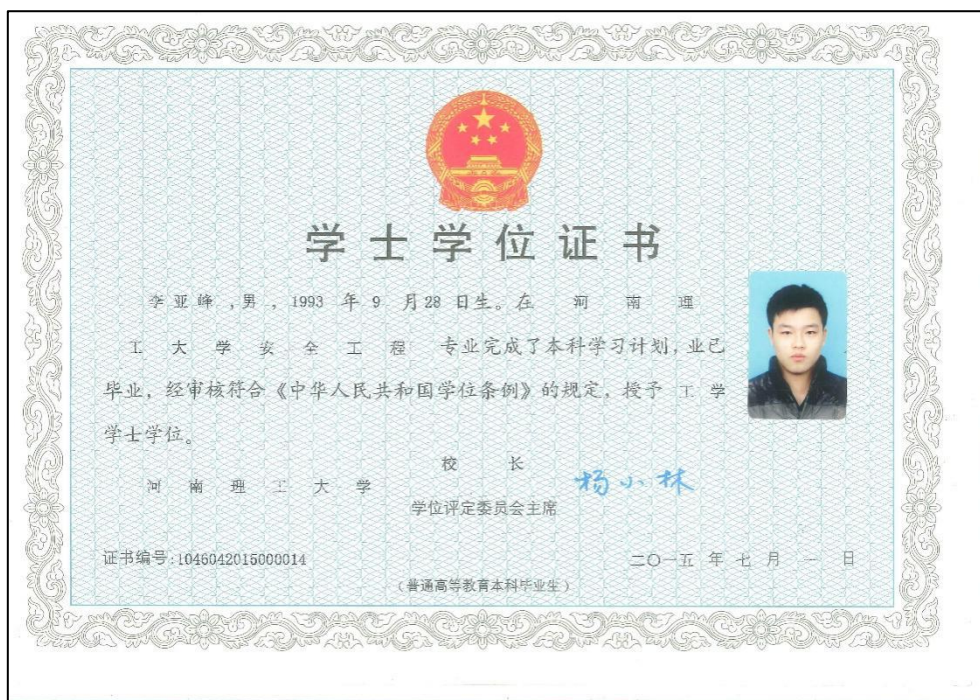 学士学位证书
李亚峰，男，1993 年 9 月28 日生。在 河 南 理
工 大 学 安 全 工 程 专业完成了本科学习计划，业已
毕业，经审核符合《中华人民共和国学位条例》的规定，授予 工 学
学士学位。
校 长
杨小林
河 南 理 工 大 学
学位评定委员会主席
证书编号：1046042015000014
二〇一五 年 七 月 一 日
（普通高等教育本科毕业生）